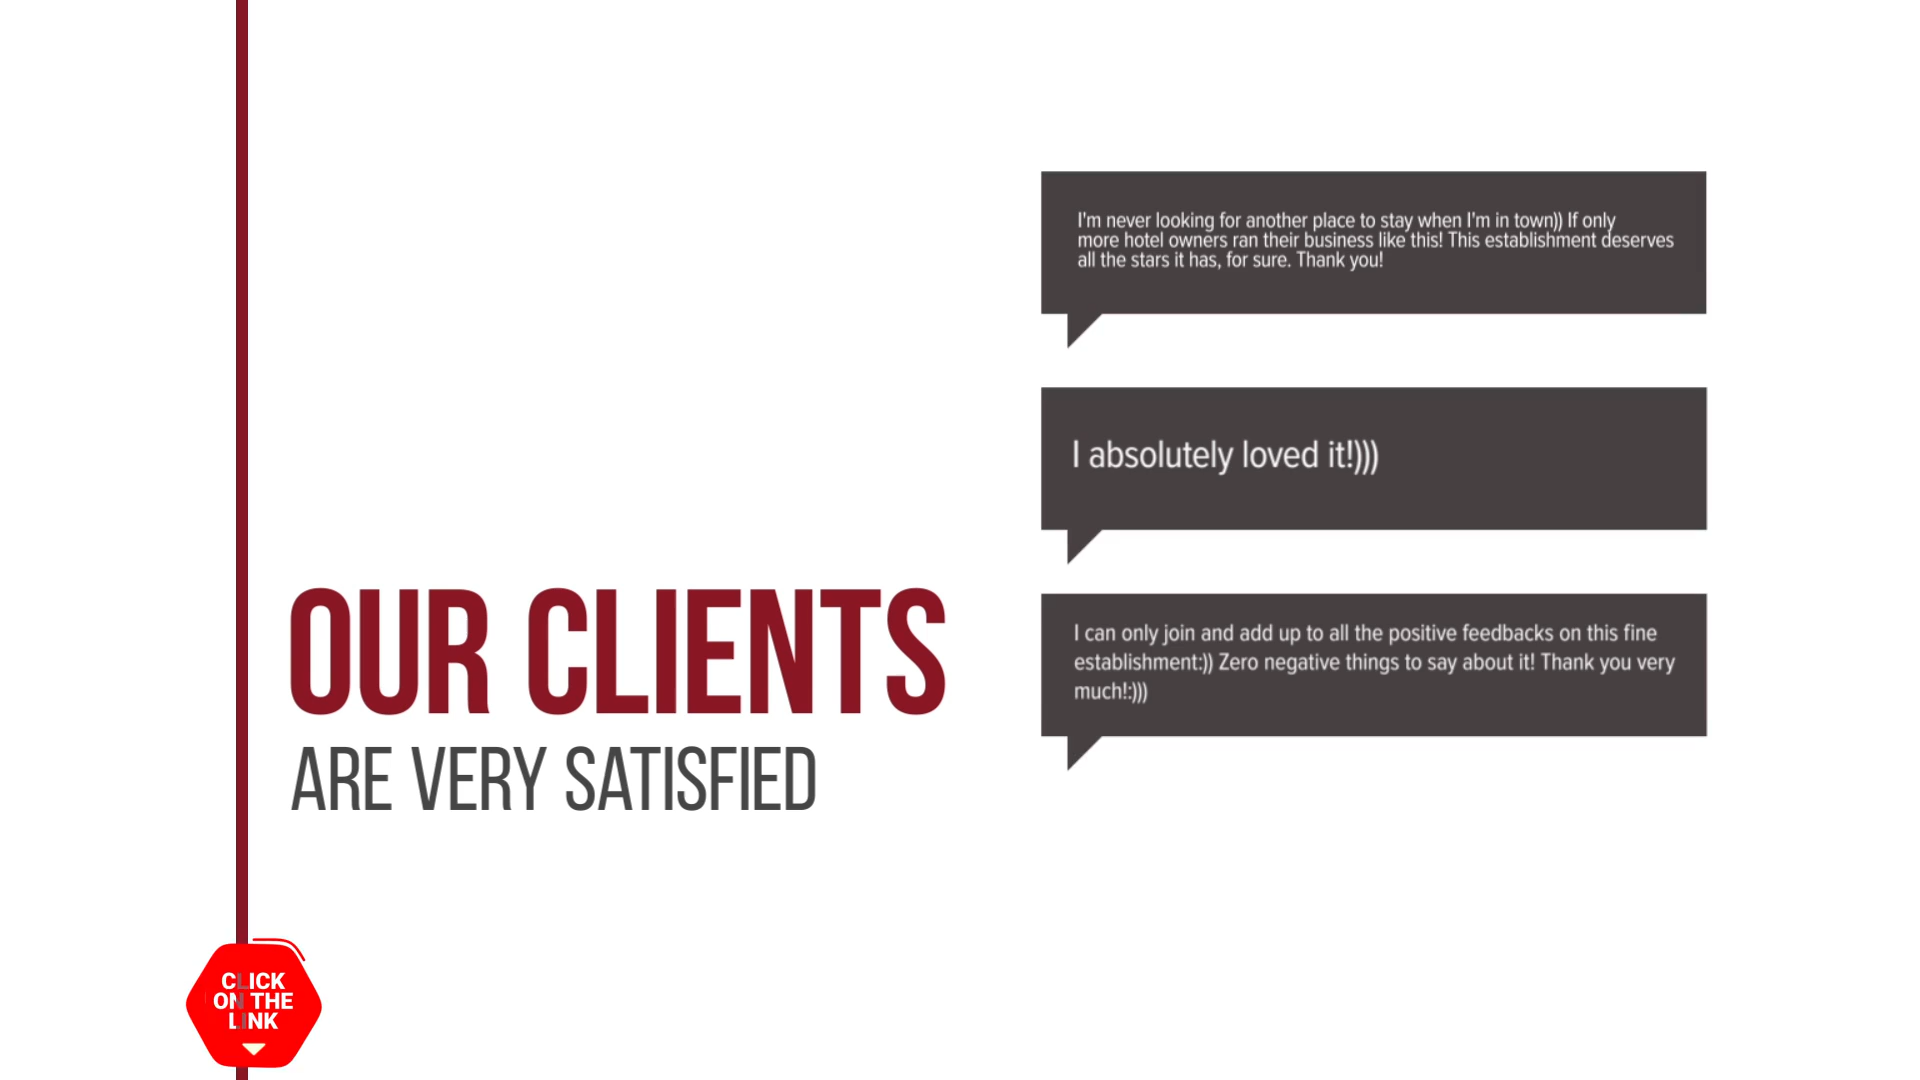 OUR CLIENTS
ARE VERY SATISFIED
I'm never looking for another place to stay when I'm in town)) If only
more hotel owners ran their business like this! This establishment deserves
all the stars it has, for sure. Thank you!
I absolutely loved it!)))
I can only join and add up to all the positive feedbacks on this fine
establishment:)) Zero negative things to say about it! Thank you very
much!:)))
CLICK
ON THE
LINK